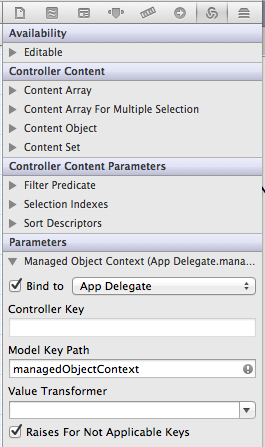 Availability
Editable
Controller Content
Content Array
Content Array For Multiple Selection
Content Object
Content Set
Controller Content Parameters
Filter Predicate
Selection Indexes
Sort Descriptors
Parameters
Managed Object Context (App Delegate.mana...
Bind to App Delegate
Controller Key
Model Key Path
managedObjectContext
Value Transformer
Raises For Not Applicable Keys